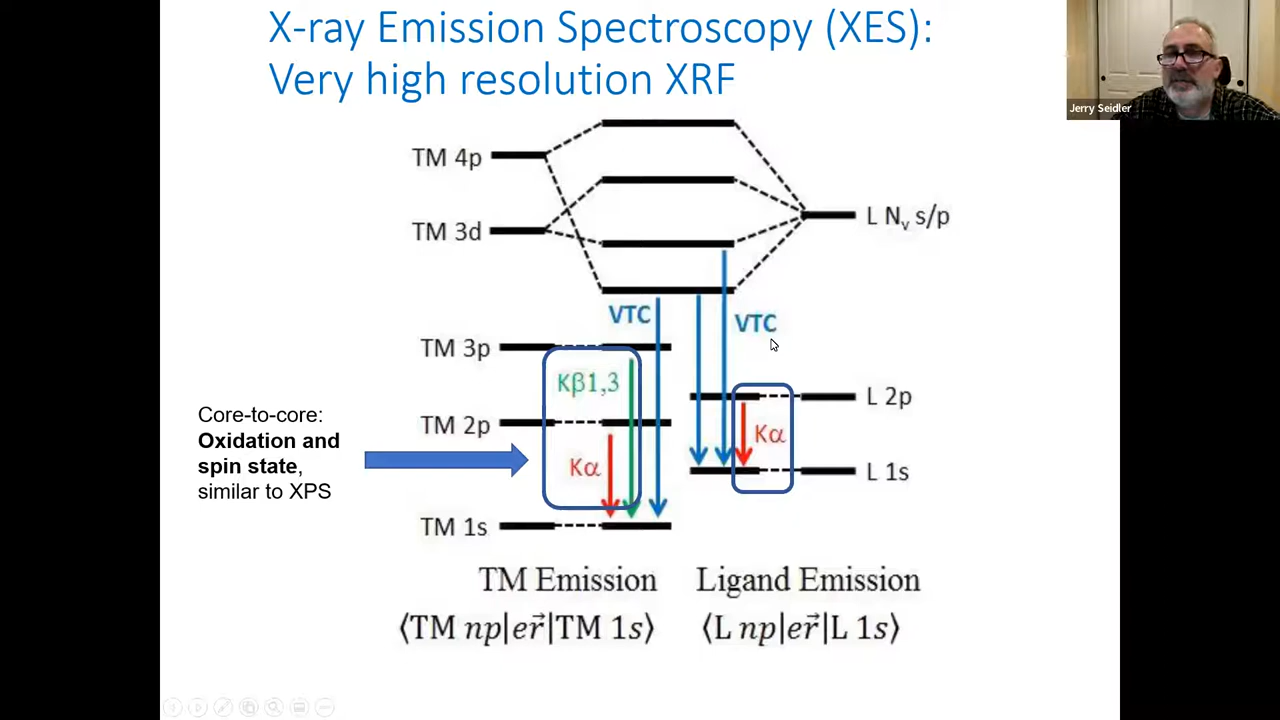 X-ray Emission Spectroscopy (XES):
Very high resolution XRF
Jerry Seidler
TM 4p
TM 3d
L Nᵥ s/p
VTC
VTC
TM 3p
Kβ1,3
L 2p
Core-to-core:
Oxidation and
spin state,
similar to XPS
TM 2p
Kα
Kα
L 1s
TM 1s
TM Emission
Ligand Emission
⟨TM np|er⃗|TM 1s⟩
⟨L np|er⃗|L 1s⟩